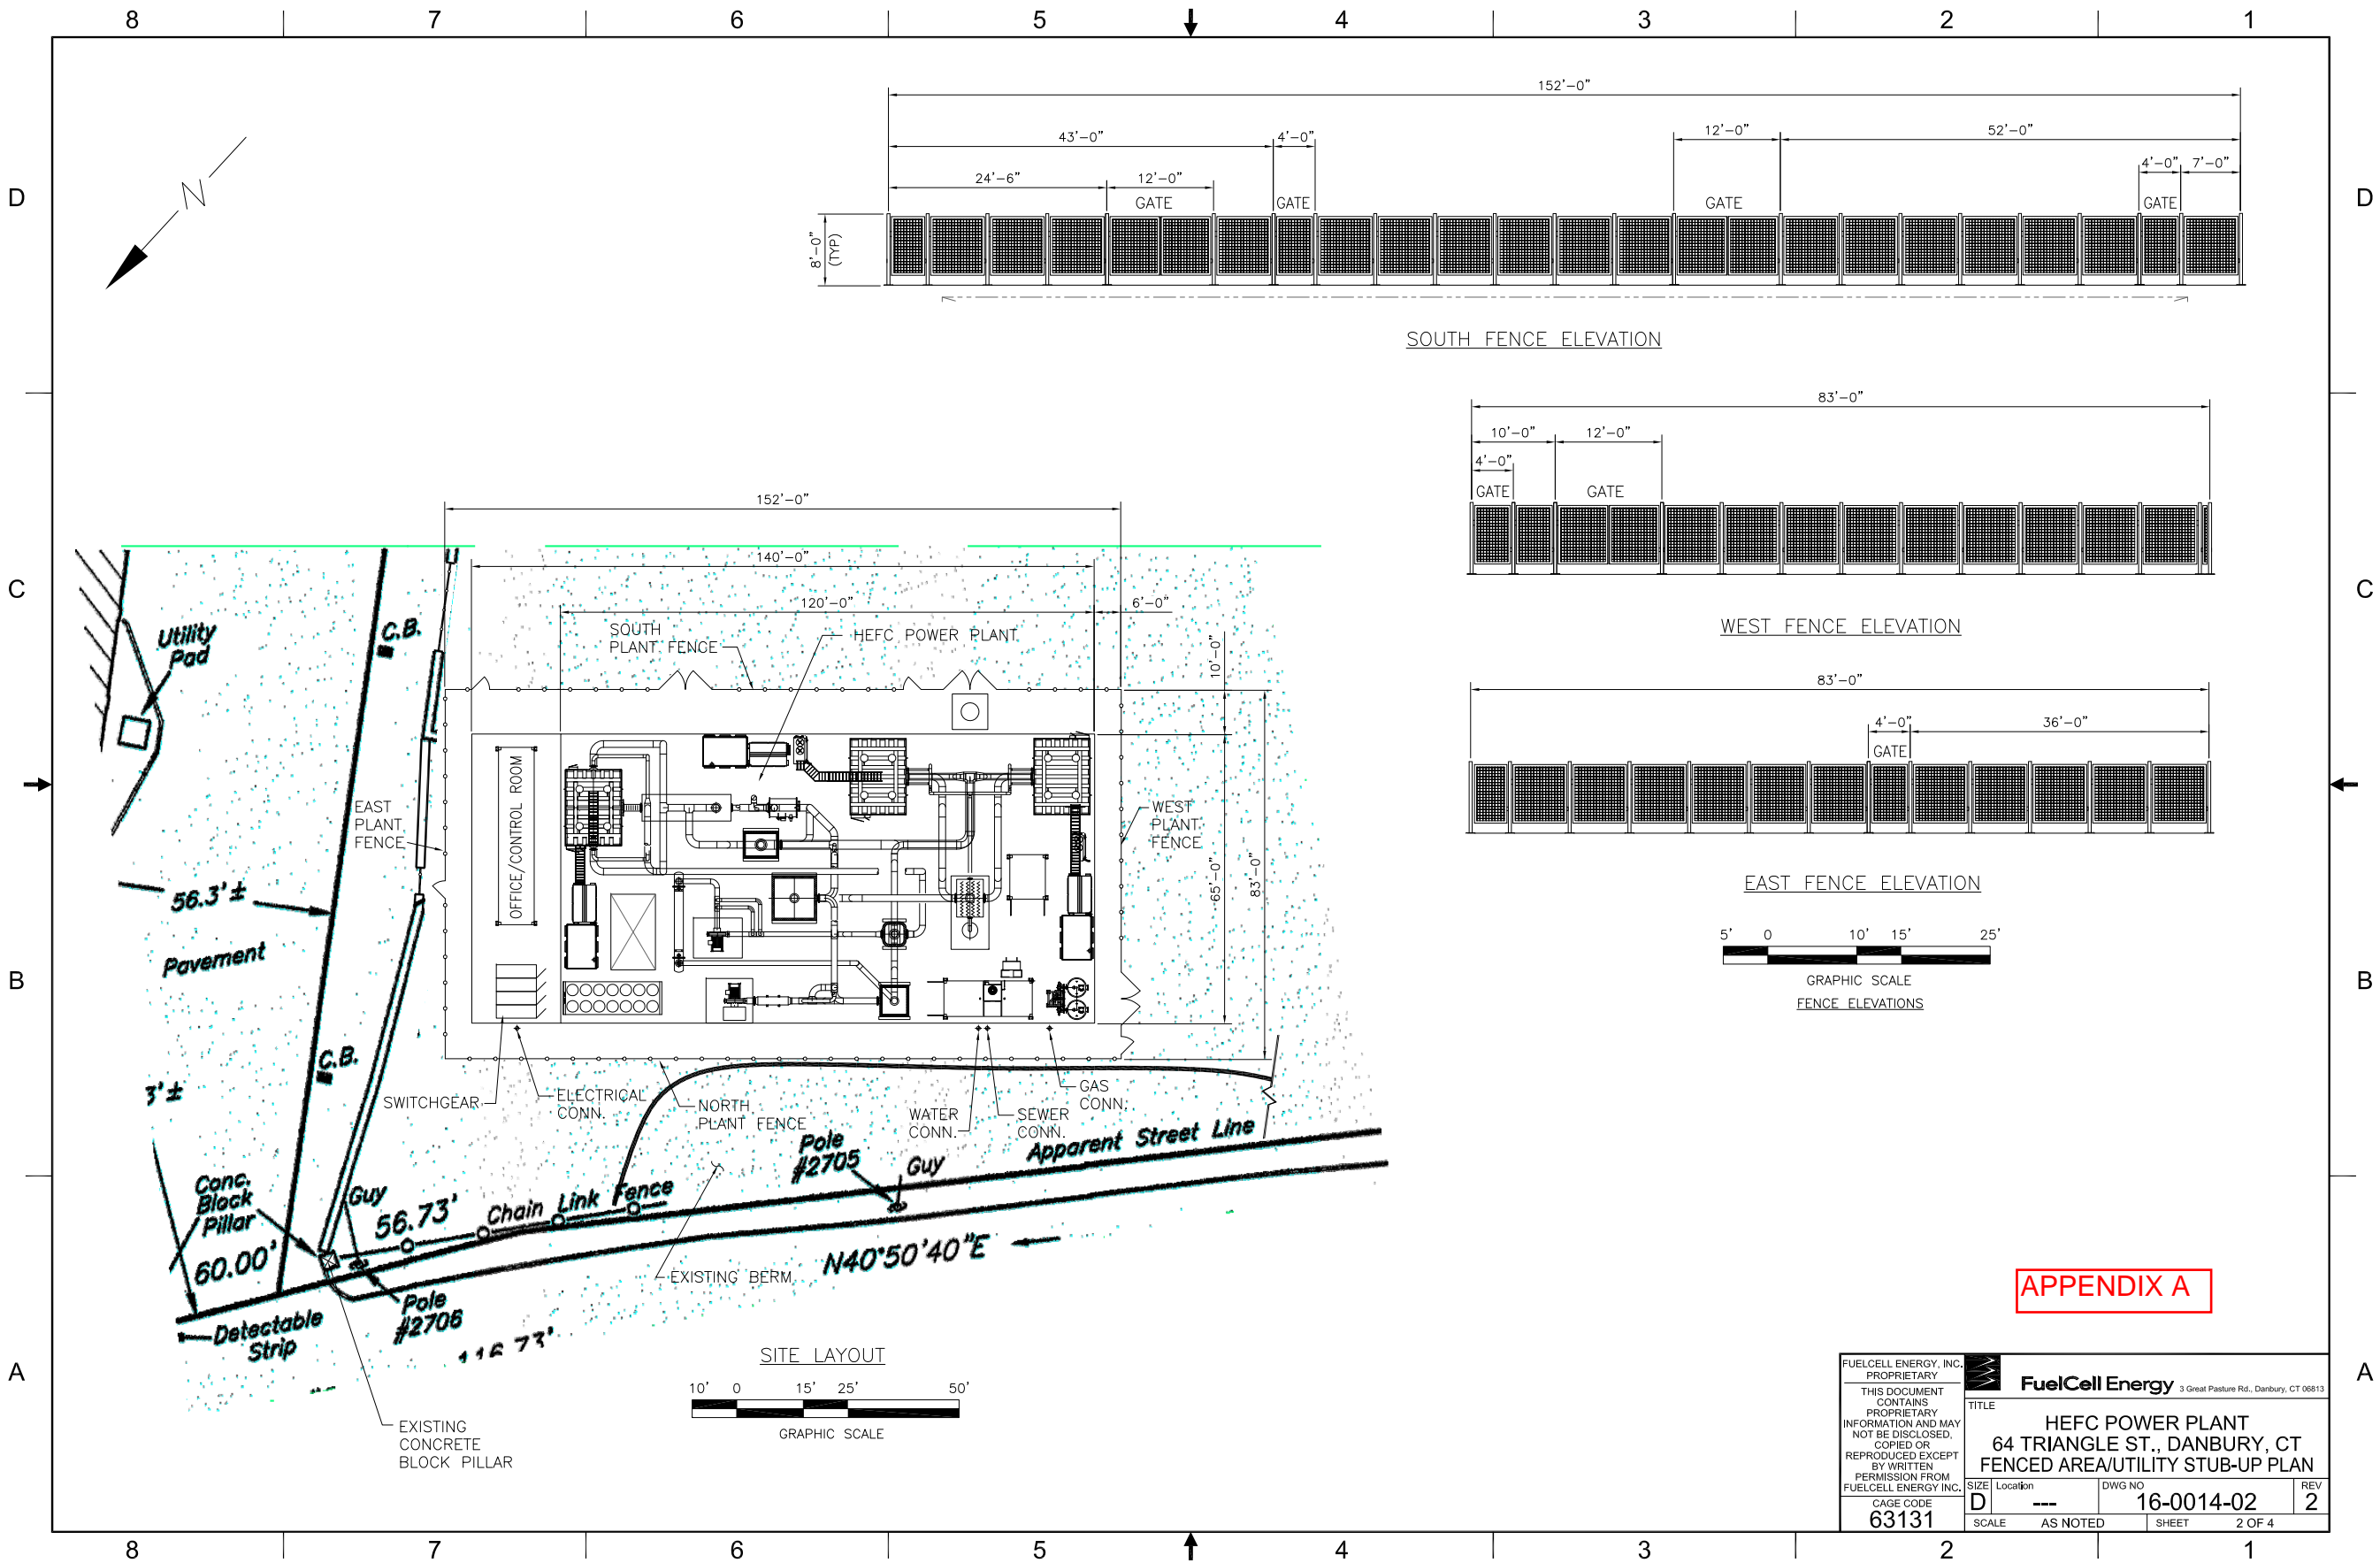 8 7 6 5 4 3 2 1
D
C
B
A
D
C
B
A
N
152'-0"
43'-0"
4'-0"
12'-0"
52'-0"
24'-6"
12'-0"
4'-0"
7'-0"
GATE
GATE
GATE
GATE
8'-0"
(TYP)
SOUTH FENCE ELEVATION
83'-0"
10'-0"
12'-0"
4'-0"
GATE
GATE
WEST FENCE ELEVATION
83'-0"
4'-0"
36'-0"
GATE
EAST FENCE ELEVATION
5' 0 10' 15' 25'
GRAPHIC SCALE
FENCE ELEVATIONS
152'-0"
140'-0"
120'-0"
6'-0"
10'-0"
65'-0"
83'-0"
SOUTH
PLANT FENCE
HEFC POWER PLANT
Utility
Pad
C.B.
EAST
PLANT
FENCE
OFFICE/CONTROL ROOM
WEST
PLANT
FENCE
56.3'±
Pavement
C.B.
3'±
SWITCHGEAR
ELECTRICAL
CONN.
NORTH
PLANT FENCE
WATER
CONN.
SEWER
CONN.
GAS
CONN.
Pole
#2705
Guy
Apparent Street Line
Conc.
Block
Pillar
Guy
56.73'
Chain Link Fence
60.00'
N40°50'40"E
EXISTING BERM
Pole
#2706
Detectable
Strip
116.73'
EXISTING
CONCRETE
BLOCK PILLAR
SITE LAYOUT
10' 0 15' 25' 50'
GRAPHIC SCALE
APPENDIX A
FUELCELL ENERGY, INC.
PROPRIETARY
THIS DOCUMENT
CONTAINS
PROPRIETARY
INFORMATION AND MAY
NOT BE DISCLOSED,
COPIED OR
REPRODUCED EXCEPT
BY WRITTEN
PERMISSION FROM
FUELCELL ENERGY INC.
CAGE CODE
63131
FuelCell Energy 3 Great Pasture Rd., Danbury, CT 06813
TITLE
HEFC POWER PLANT
64 TRIANGLE ST., DANBURY, CT
FENCED AREA/UTILITY STUB-UP PLAN
SIZE
D
Location
---
DWG NO
16-0014-02
REV
2
SCALE AS NOTED
SHEET 2 OF 4
8 7 6 5 4 3 2 1